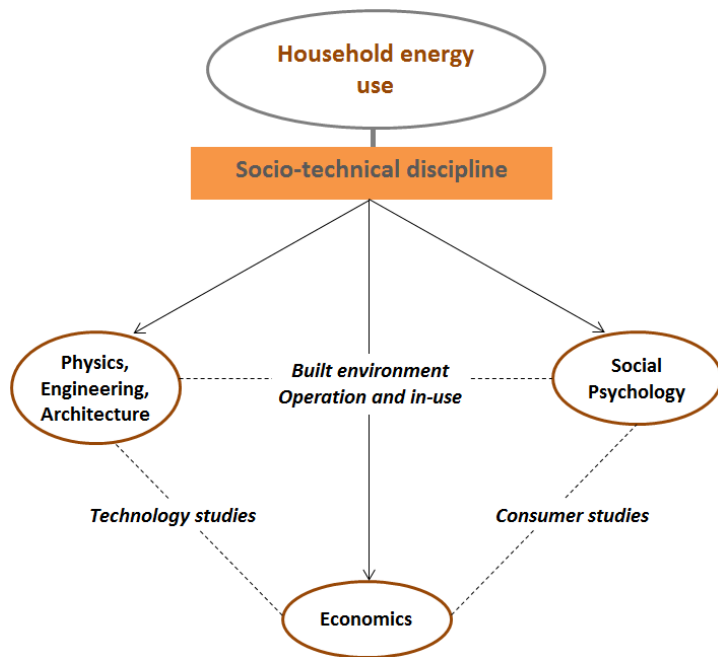 Household energy
use
Socio-technical discipline
Physics,
Engineering,
Architecture
Built environment
Operation and in-use
Social
Psychology
Technology studies
Consumer studies
Economics